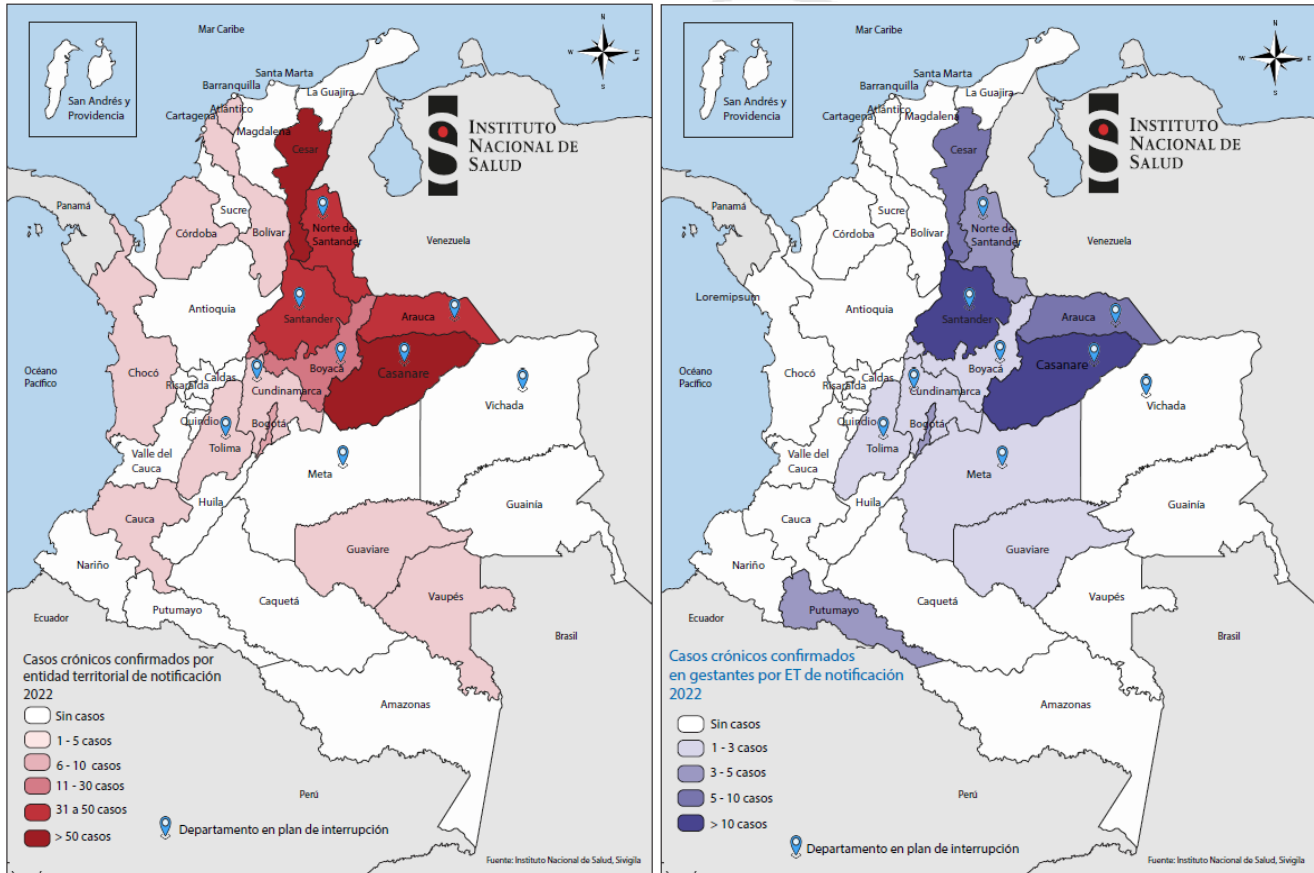 Mar Caribe
San Andrés y
Providencia
Santa Marta
Barranquilla
La Guajira
Atlántico
Cartagena
Magdalena
INSTITUTO
NACIONAL DE
SALUD
Cesar
Panamá
Sucre
Norte de
Santander
Córdoba
Bolívar
Venezuela
Antioquia
Santander
Arauca
Océano
Pacífico
Chocó
Caldas
Boyacá
Casanare
Cundinamarca
Vichada
Quindio
Bogotá
Tolima
Valle del
Cauca
Meta
Huila
Guainía
Cauca
Guaviare
Nariño
Vaupés
Caquetá
Putumayo
Ecuador
Brasil
Casos crónicos confirmados por
entidad territorial de notificación
2022
Sin casos
1 - 5 casos
6 - 10 casos
11 - 30 casos
31 a 50 casos
> 50 casos
Amazonas
Perú
Departamento en plan de interrupción
Fuente: Instituto Nacional de Salud, Sivigila
Mar Caribe
San Andrés y
Providencia
Santa Marta
Barranquilla
La Guajira
Atlántico
Cartagena
Magdalena
INSTITUTO
NACIONAL DE
SALUD
Cesar
Panamá
Sucre
Norte de
Santander
Córdoba
Bolívar
Venezuela
Loremipsum
Antioquia
Santander
Arauca
Océano
Pacífico
Chocó
Caldas
Boyacá
Casanare
Cundinamarca
Vichada
Quindio
Bogotá
Tolima
Valle del
Cauca
Meta
Huila
Guainía
Cauca
Guaviare
Nariño
Vaupés
Caquetá
Putumayo
Ecuador
Brasil
Casos crónicos confirmados
en gestantes por ET de notificación
2022
Sin casos
1 - 3 casos
3 - 5 casos
5 - 10 casos
> 10 casos
Amazonas
Perú
Departamento en plan de interrupción
Fuente: Instituto Nacional de Salud, Sivigila